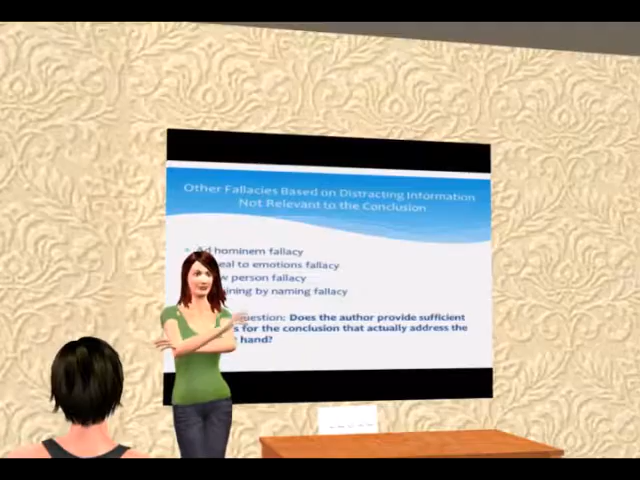 Other Fallacies Based on Distracting Information
Not Relevant to the Conclusion
Ad hominem fallacy
eal to emotions fallacy
w person fallacy
ining by naming fallacy
question: Does the author provide sufficient
s for the conclusion that actually address the
hand?